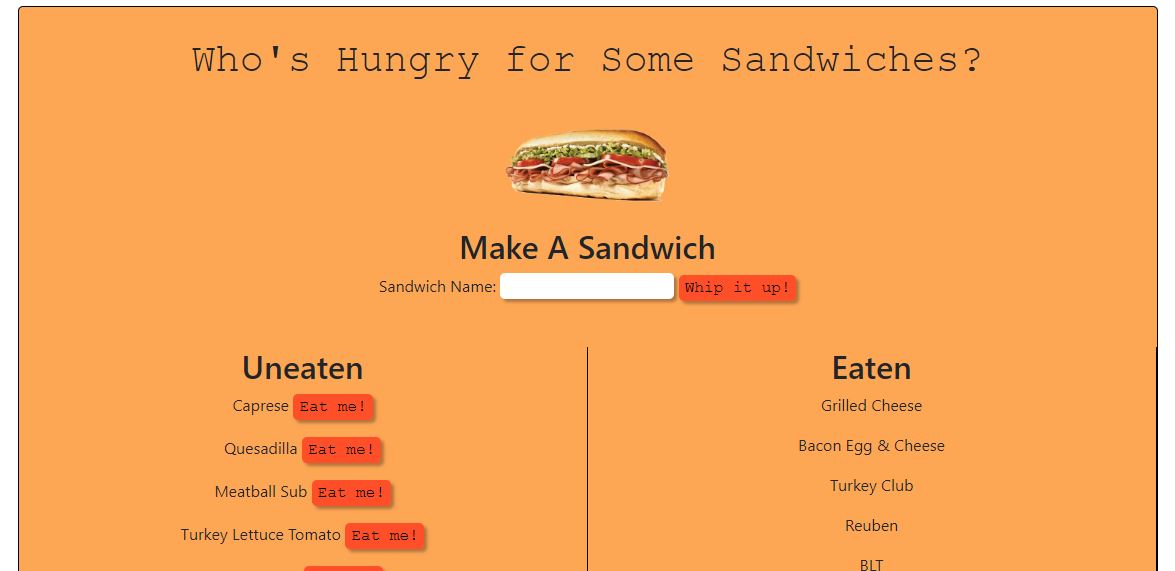 Who's Hungry for Some Sandwiches?
Make A Sandwich
Sandwich Name: Whip it up!
Uneaten
Caprese Eat me!
Quesadilla Eat me!
Meatball Sub Eat me!
Turkey Lettuce Tomato Eat me!
Eaten
Grilled Cheese
Bacon Egg & Cheese
Turkey Club
Reuben
BLT